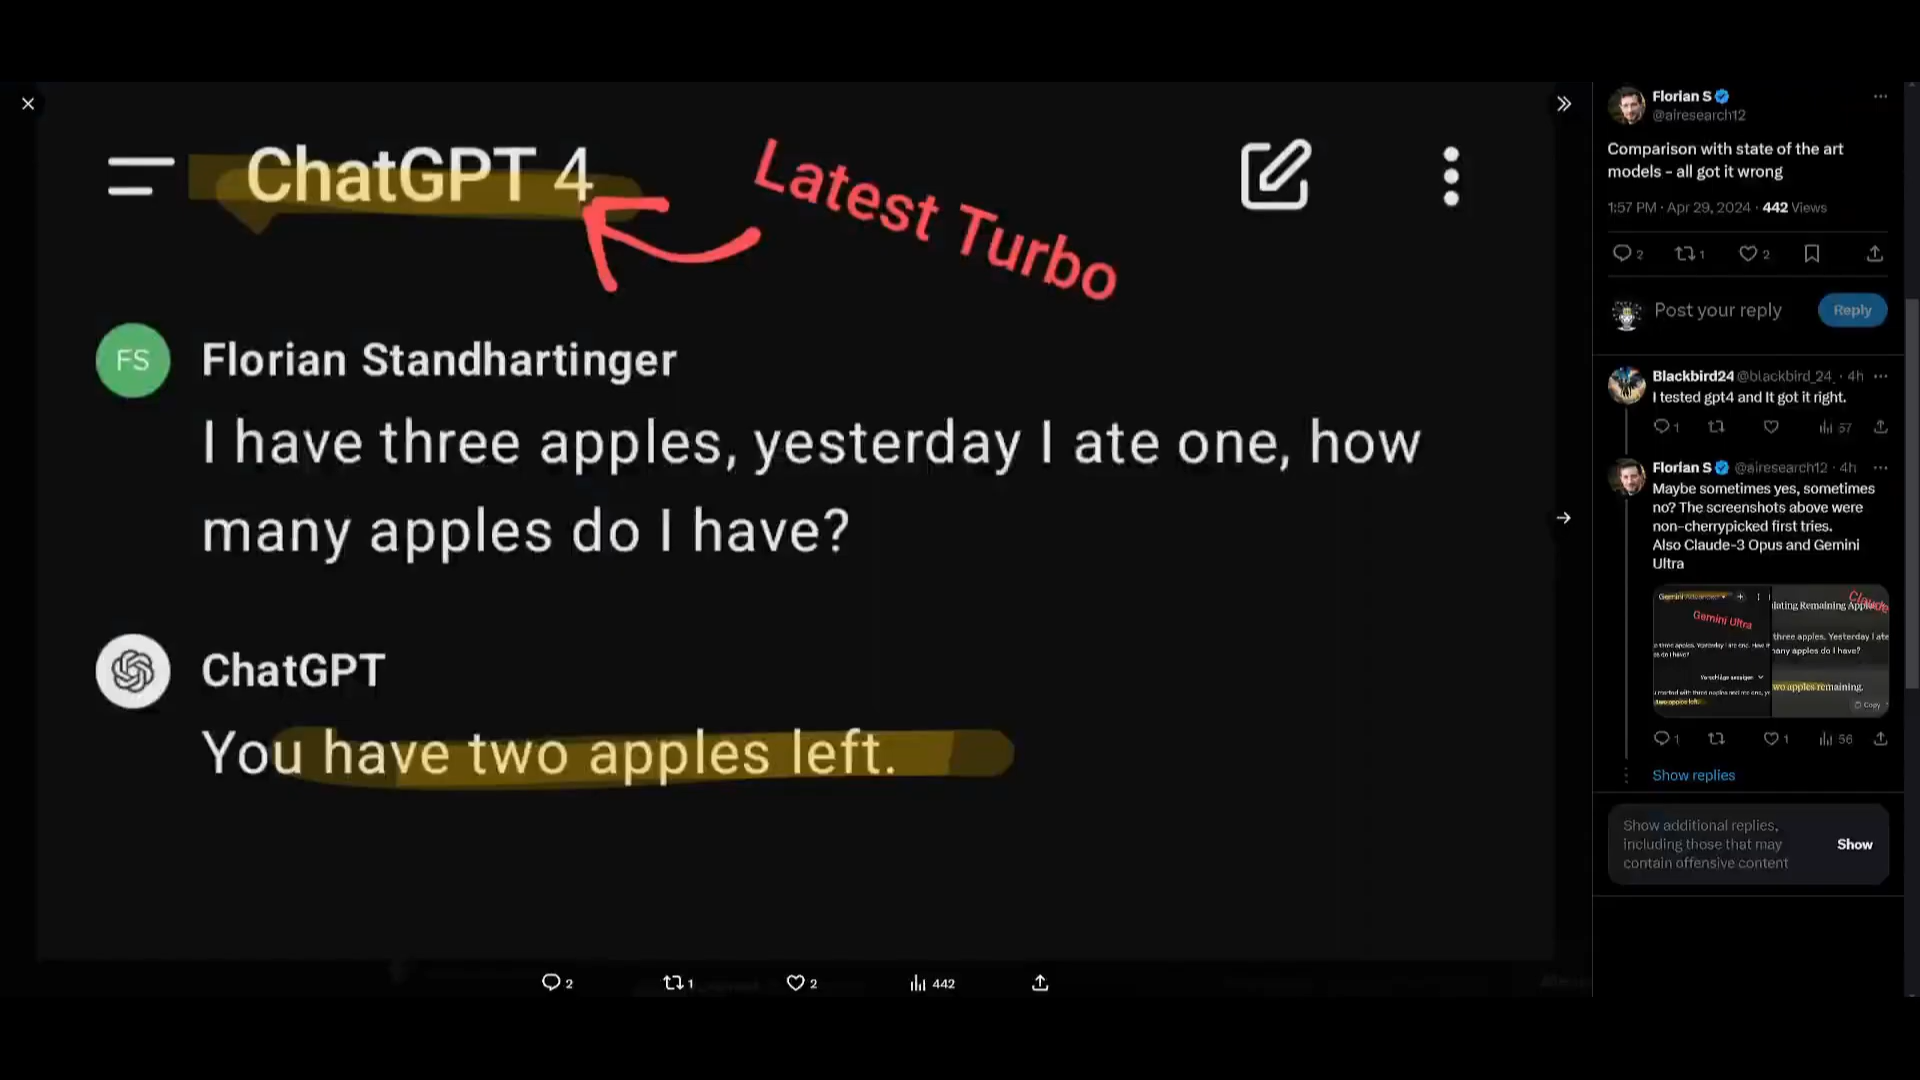 ChatGPT 4
Latest Turbo
FS
Florian Standhartinger
I have three apples, yesterday I ate one, how
many apples do I have?
ChatGPT
You have two apples left.
2
1
2
442
Florian S
@airesearch12
Comparison with state of the art
models - all got it wrong
1:57 PM · Apr 29, 2024 · 442 Views
2
1
2
Post your reply
Reply
Blackbird24 @blackbird_24_ · 4h
I tested gpt4 and It got it right.
1
57
Florian S @airesearch12 · 4h
Maybe sometimes yes, sometimes
no? The screenshots above were
non-cherrypicked first tries.
Also Claude-3 Opus and Gemini
Ultra
Gemini Ultra
Claude
lating Remaining Appl
three apples. Yesterday I ate
many apples do I have?
wo apples remaining.
Copy
1
1
56
Show replies
Show additional replies,
including those that may
contain offensive content
Show